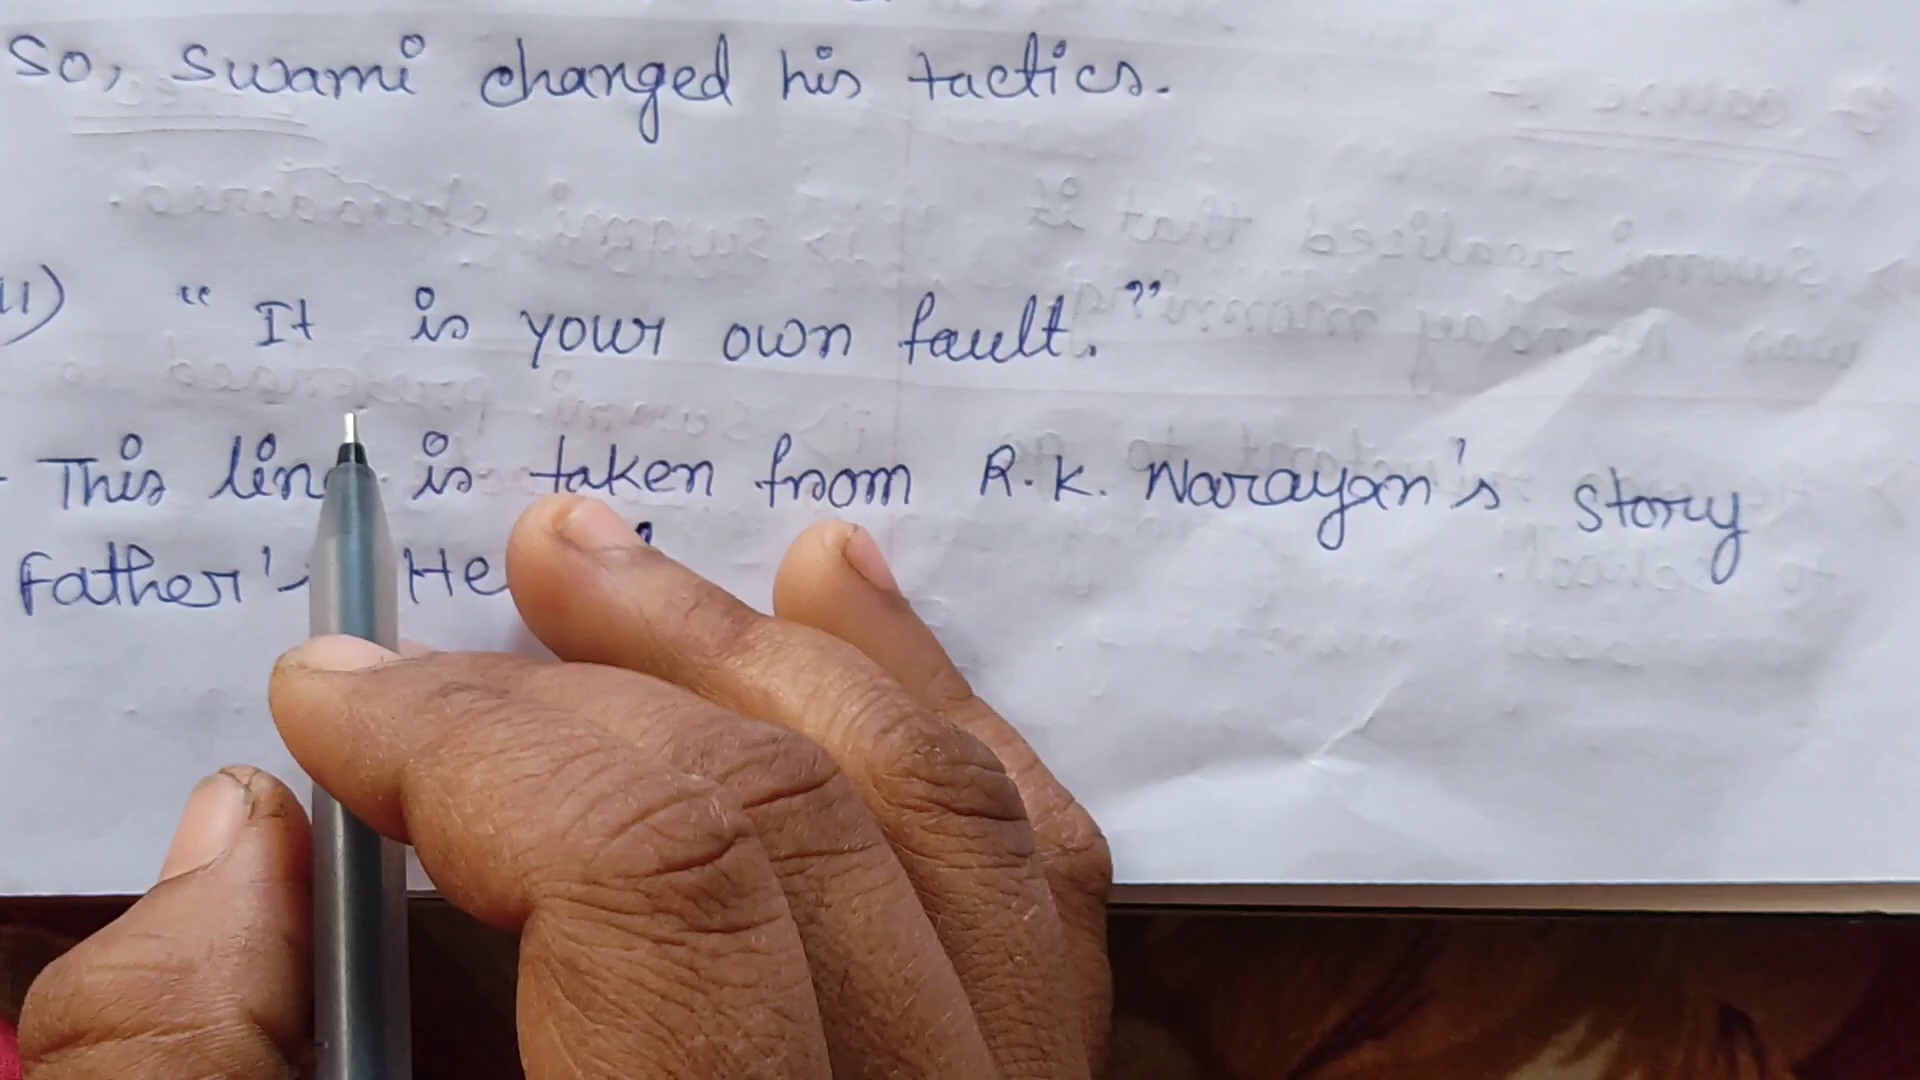 So, Swami changed his tactics.
11) "It is your own fault."
This line is taken from R.K. Narayan's story
Father's He